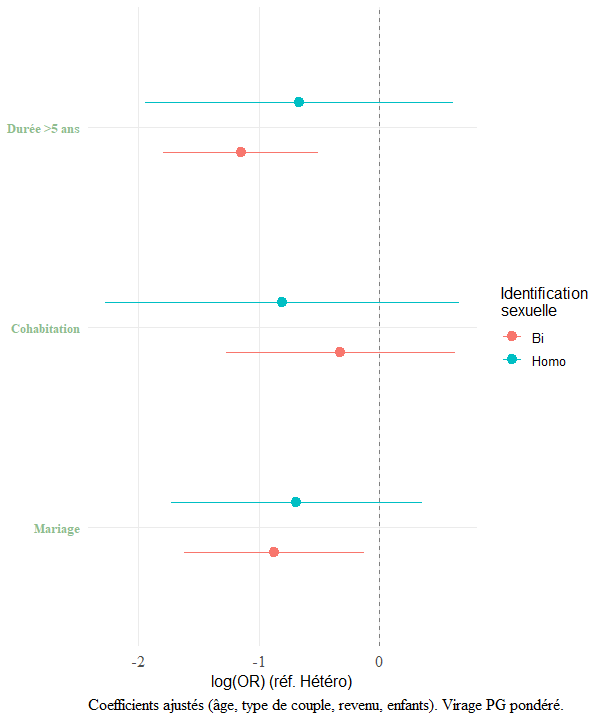 Durée >5 ans
Cohabitation
Mariage
-2 -1 0
log(OR) (réf. Hétéro)
Identification
sexuelle
Bi
Homo
Coefficients ajustés (âge, type de couple, revenu, enfants). Virage PG pondéré.